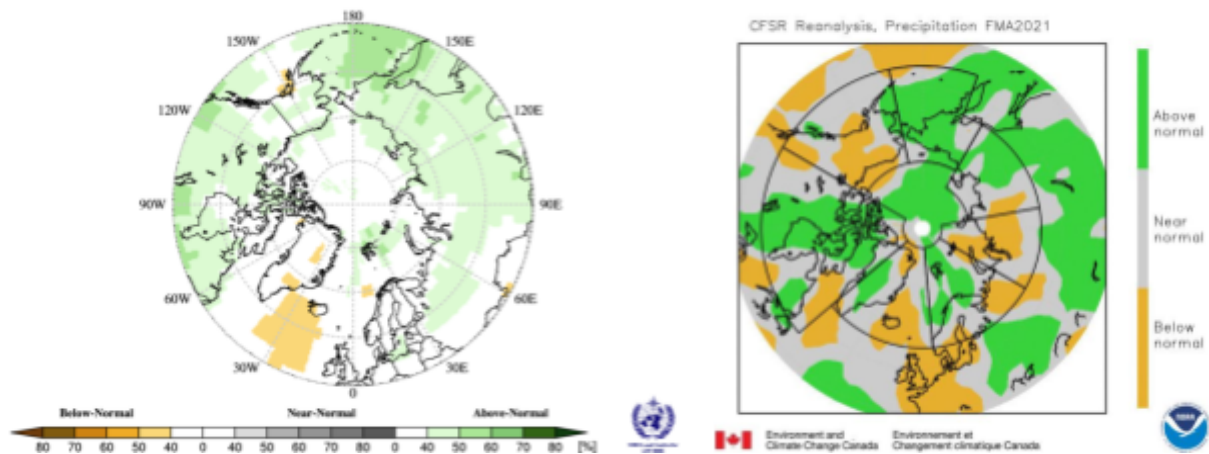 180
150W
150E
120W
120E
90W
90E
60W
60E
30W
30E
0
Below-Normal Near-Normal Above-Normal
80 70 60 50 40 0 40 50 60 70 80 0 40 50 60 70 80 [%]
CFSR Reanalysis, Precipitation FMA2021
Above
normal
Near
normal
Below
normal
Environment and
Climate Change Canada
Environnement et
Changement climatique Canada